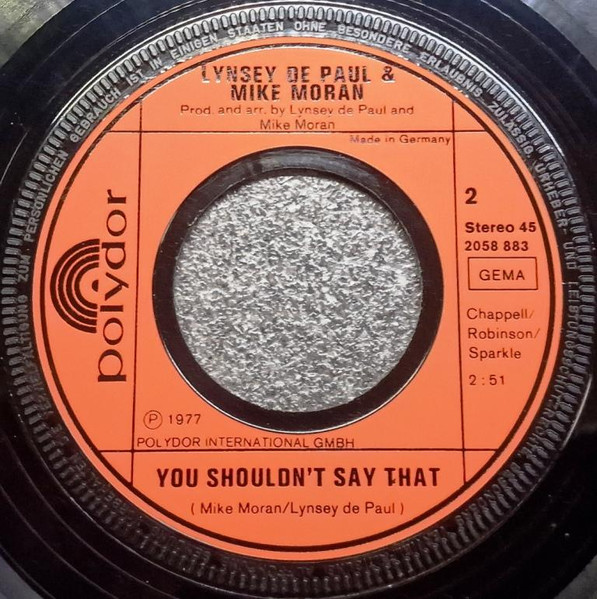 LYNSEY DE PAUL &
MIKE MORAN
Prod. and arr. by Lynsey de Paul and
Mike Moran
Made in Germany
2
Stereo 45
2058 883
GEMA
Chappell/
Robinson/
Sparkle
2:51
polydor
℗ 1977
POLYDOR INTERNATIONAL GMBH
YOU SHOULDN'T SAY THAT
(Mike Moran/Lynsey de Paul)
ZUM PERSÖNLICHEN GEBRAUCH IST IN EINIGEN STAATEN OHNE BESONDERE ERLAUBNIS ZULÄSSIG URHEBER- UND